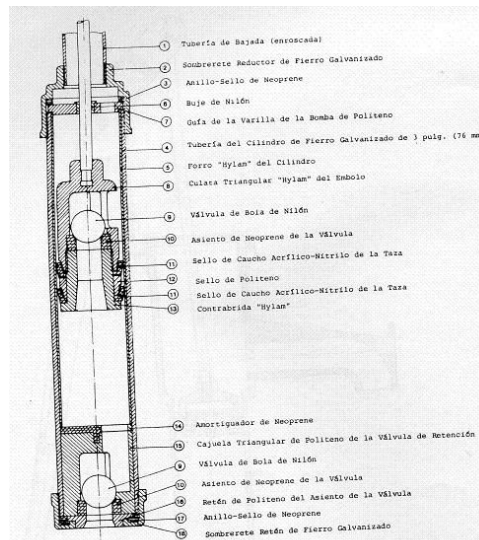 1 Tubería de Bajada (enroscada)
2 Sombrerete Reductor de Fierro Galvanizado
3 Anillo-Sello de Neoprene
6 Buje de Nilón
7 Guía de la Varilla de la Bomba de Politeno
4 Tubería del Cilindro de Fierro Galvanizado de 3 pulg. (76 mm
5 Forro "Hylam" del Cilindro
8 Culata Triangular "Hylam" del Embolo
9 Válvula de Bola de Nilón
10 Asiento de Neoprene de la Válvula
11 Sello de Caucho Acrílico-Nitrilo de la Taza
12 Sello de Politeno
11 Sello de Caucho Acrílico-Nitrilo de la Taza
13 Contrabrida "Hylam"
14 Amortiguador de Neoprene
15 Cajuela Triangular de Politeno de la Válvula de Retención
9 Válvula de Bola de Nilón
10 Asiento de Neoprene de la Válvula
16 Retén de Politeno del Asiento de la Válvula
17 Anillo-Sello de Neoprene
18 Sombrerete Retén de Fierro Galvanizado